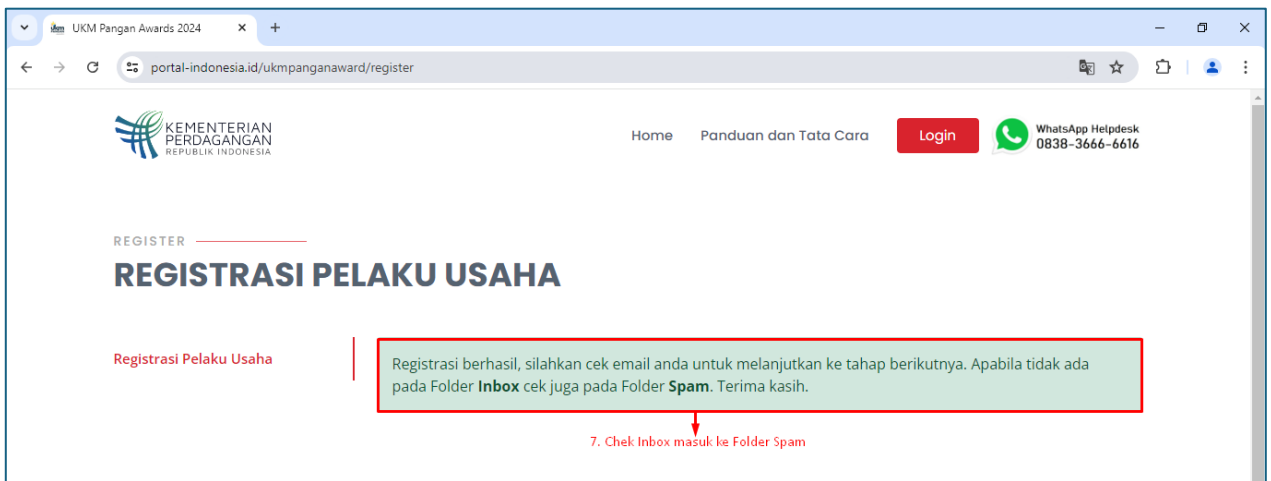 UKM Pangan Awards 2024
portal-indonesia.id/ukmpanganaward/register
KEMENTERIAN
PERDAGANGAN
REPUBLIK INDONESIA
Home Panduan dan Tata Cara Login WhatsApp Helpdesk
0838-3666-6616
REGISTER
REGISTRASI PELAKU USAHA
Registrasi Pelaku Usaha
Registrasi berhasil, silahkan cek email anda untuk melanjutkan ke tahap berikutnya. Apabila tidak ada
pada Folder Inbox cek juga pada Folder Spam. Terima kasih.
7. Chek Inbox masuk ke Folder Spam